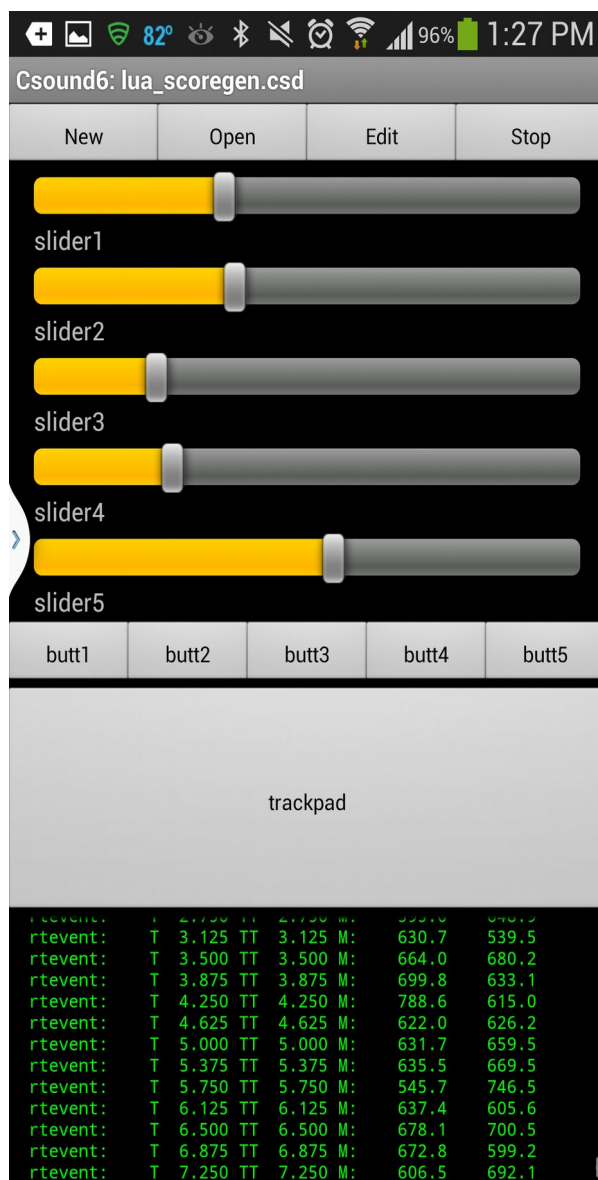 82° 96% 1:27 PM
Csound6: lua_scoregen.csd
New Open Edit Stop
slider1
slider2
slider3
slider4
slider5
butt1 butt2 butt3 butt4 butt5
trackpad
rtevent: T 2.750 TT 2.750 M:
rtevent: T 3.125 TT 3.125 M: 630.7 539.5
rtevent: T 3.500 TT 3.500 M: 664.0 680.2
rtevent: T 3.875 TT 3.875 M: 699.8 633.1
rtevent: T 4.250 TT 4.250 M: 788.6 615.0
rtevent: T 4.625 TT 4.625 M: 622.0 626.2
rtevent: T 5.000 TT 5.000 M: 631.7 659.5
rtevent: T 5.375 TT 5.375 M: 635.5 669.5
rtevent: T 5.750 TT 5.750 M: 545.7 746.5
rtevent: T 6.125 TT 6.125 M: 637.4 605.6
rtevent: T 6.500 TT 6.500 M: 678.1 700.5
rtevent: T 6.875 TT 6.875 M: 672.8 599.2
rtevent: T 7.250 TT 7.250 M: 606.5 692.1